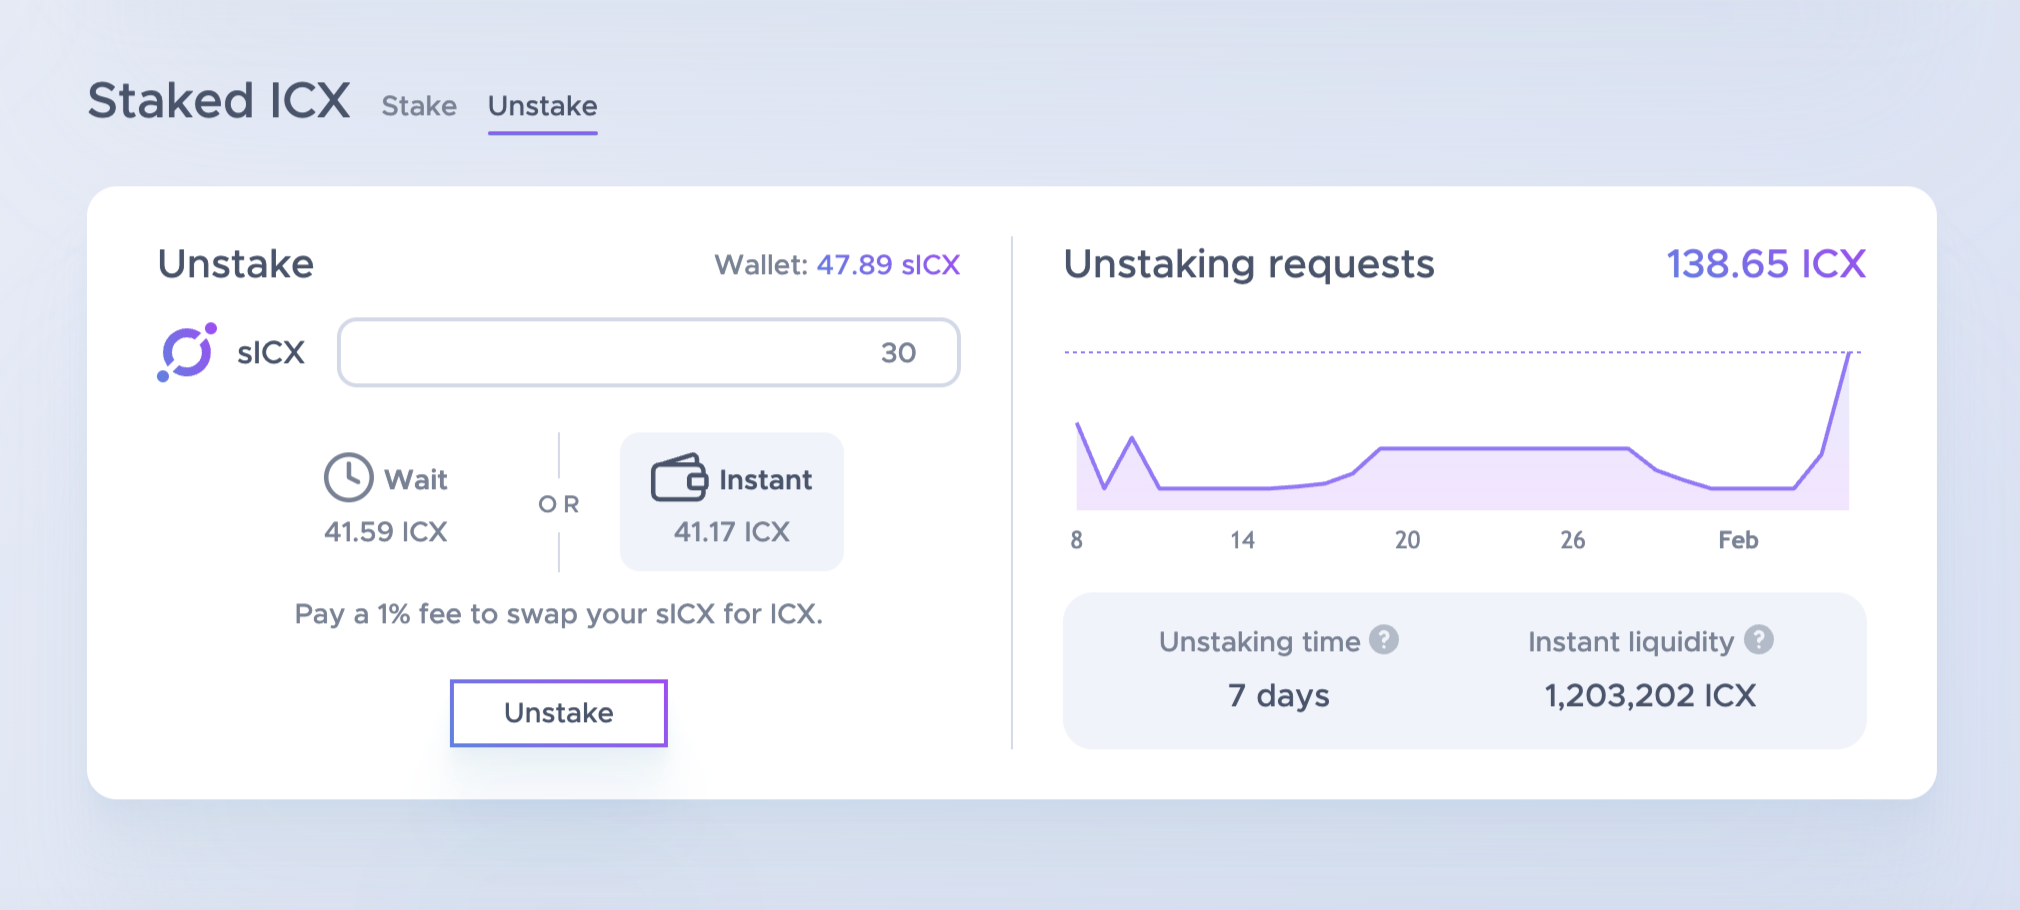 Staked ICX Stake Unstake
Unstake
Wallet: 47.89 sICX
sICX
30
Wait
41.59 ICX
OR
Instant
41.17 ICX
Pay a 1% fee to swap your sICX for ICX.
Unstake
Unstaking requests
138.65 ICX
8 14 20 26 Feb
Unstaking time ?
7 days
Instant liquidity ?
1,203,202 ICX